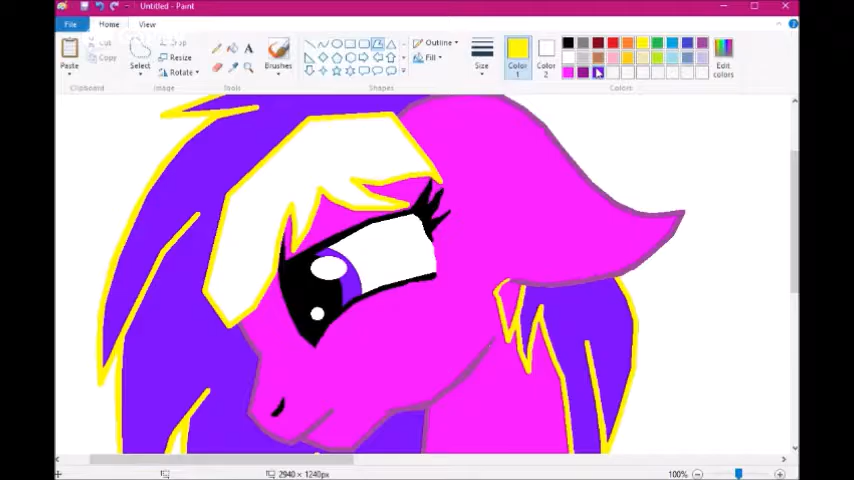 Untitled - Paint
File
Home
View
Cut
Copy
Paste
Clipboard
Crop
Resize
Rotate
Select
Image
Tools
Brushes
Outline
Fill
Shapes
Size
Color
1
Color
2
Edit
colors
Colors
2940 × 1240px
100%